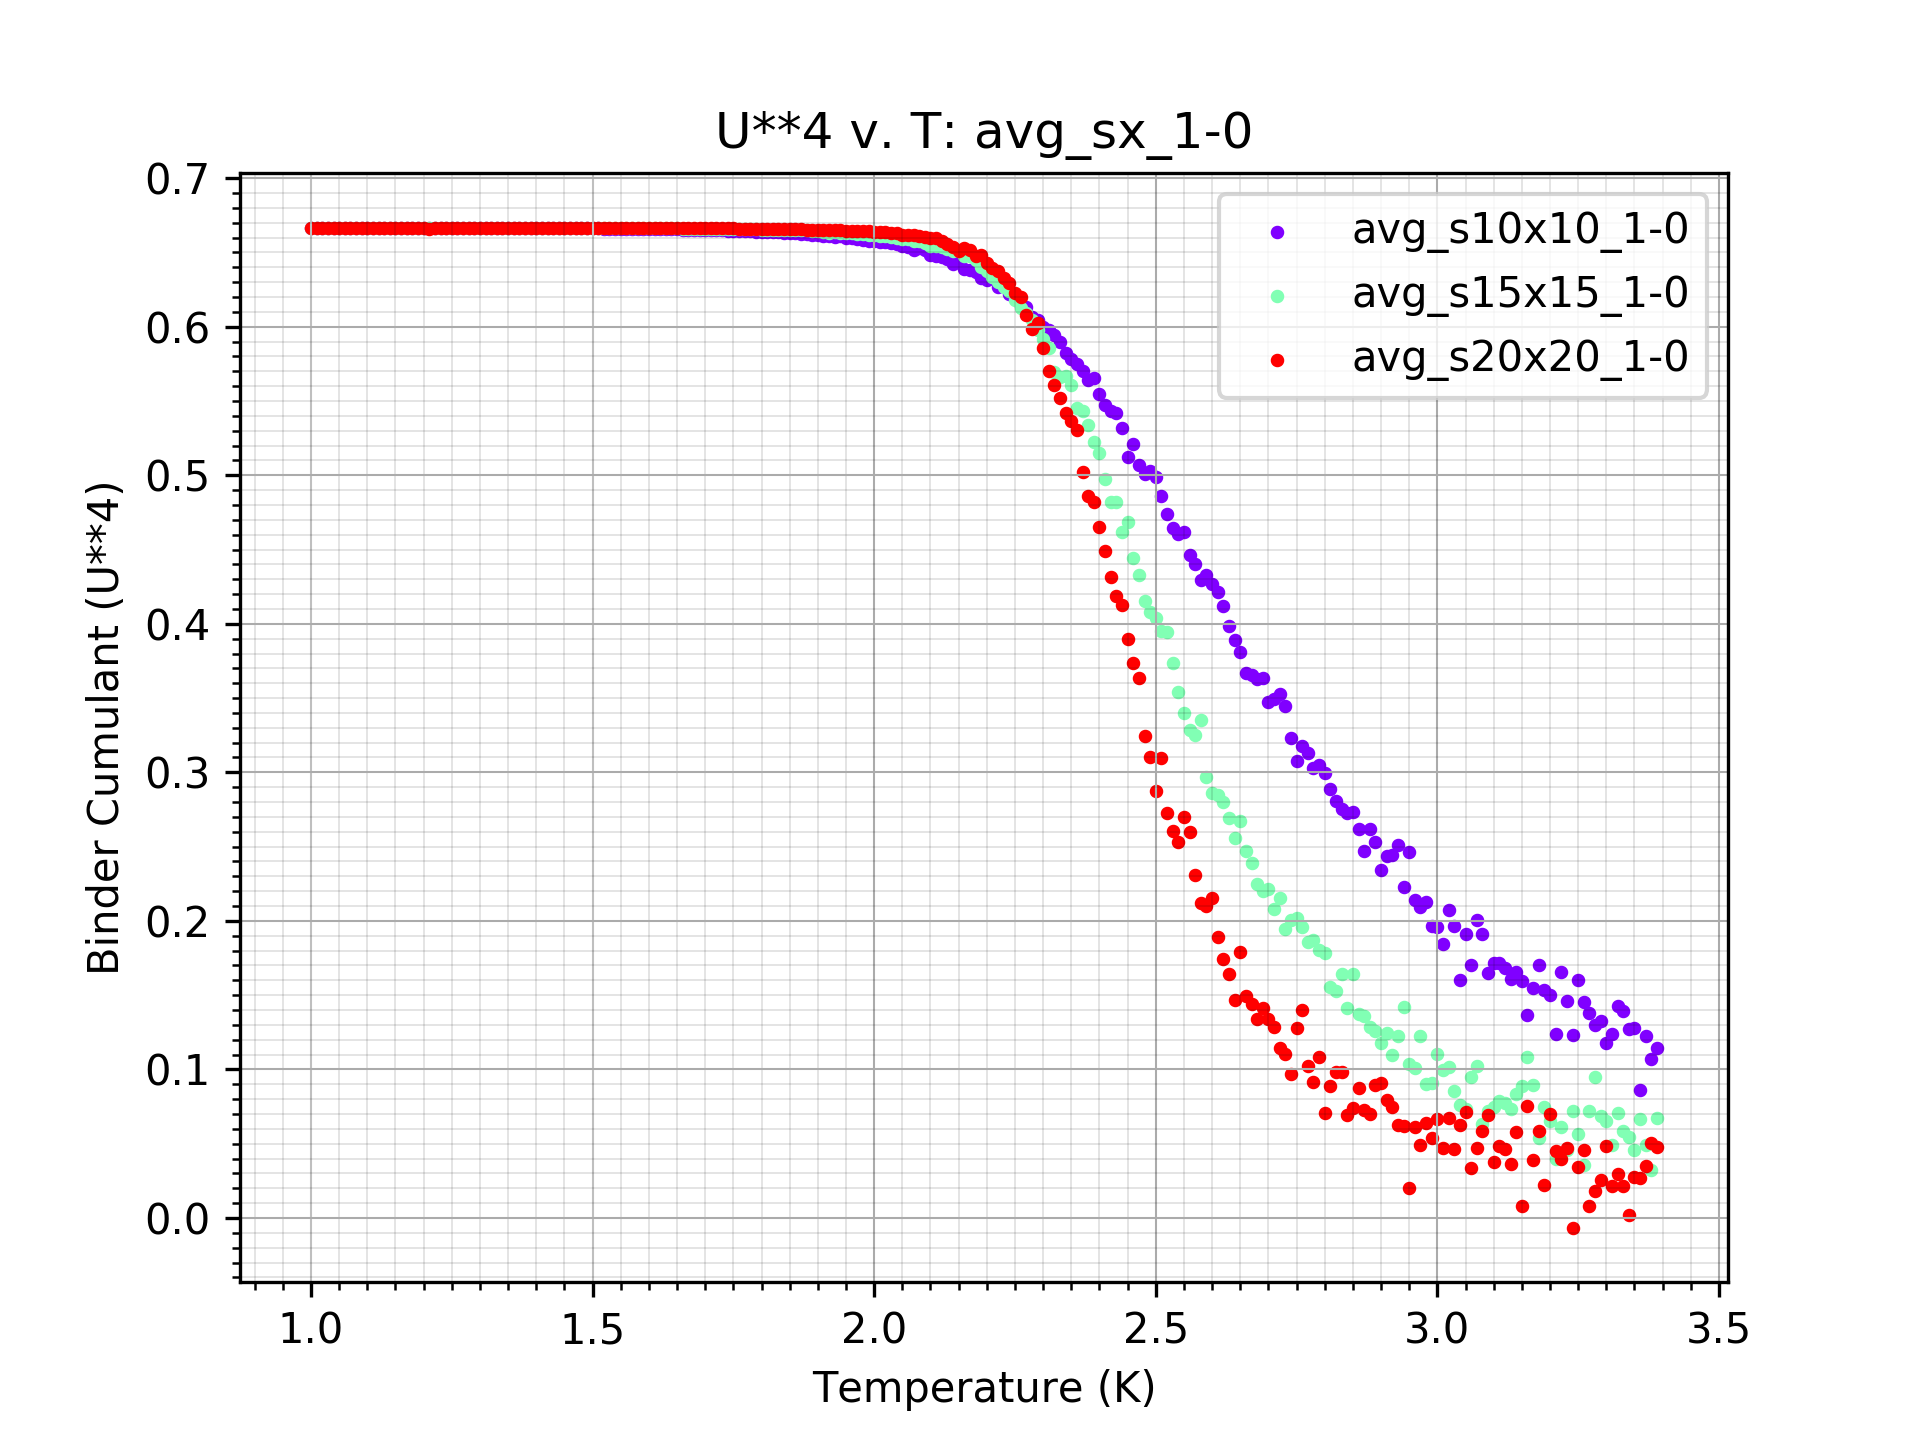 U**4 v. T: avg_sx_1-0
avg_s10x10_1-0
avg_s15x15_1-0
avg_s20x20_1-0
Binder Cumulant (U**4)
0.7
0.6
0.5
0.4
0.3
0.2
0.1
0.0
1.0 1.5 2.0 2.5 3.0 3.5
Temperature (K)